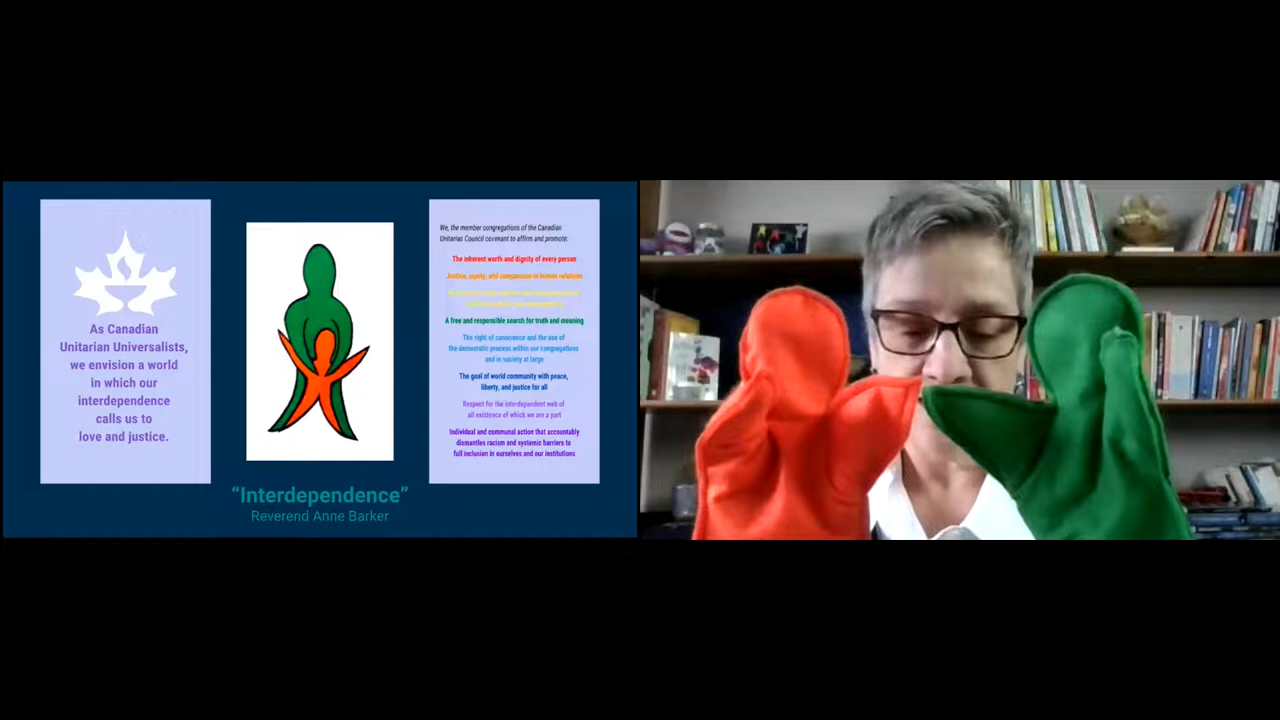 As Canadian
Unitarian Universalists,
we envision a world
in which our
interdependence
calls us to
love and justice.
We, the member congregations of the Canadian
Unitarian Council covenant to affirm and promote:
The inherent worth and dignity of every person
Justice, equity, and compassion in human relations
A free and responsible search for truth and meaning
The right of conscience and the use of
the democratic process within our congregations
and in society at large
The goal of world community with peace,
liberty, and justice for all
Respect for the interdependent web of
all existence of which we are a part
Individual and communal action that accountably
dismantles racism and systemic barriers to
full inclusion in ourselves and our institutions
“Interdependence”
Reverend Anne Barker